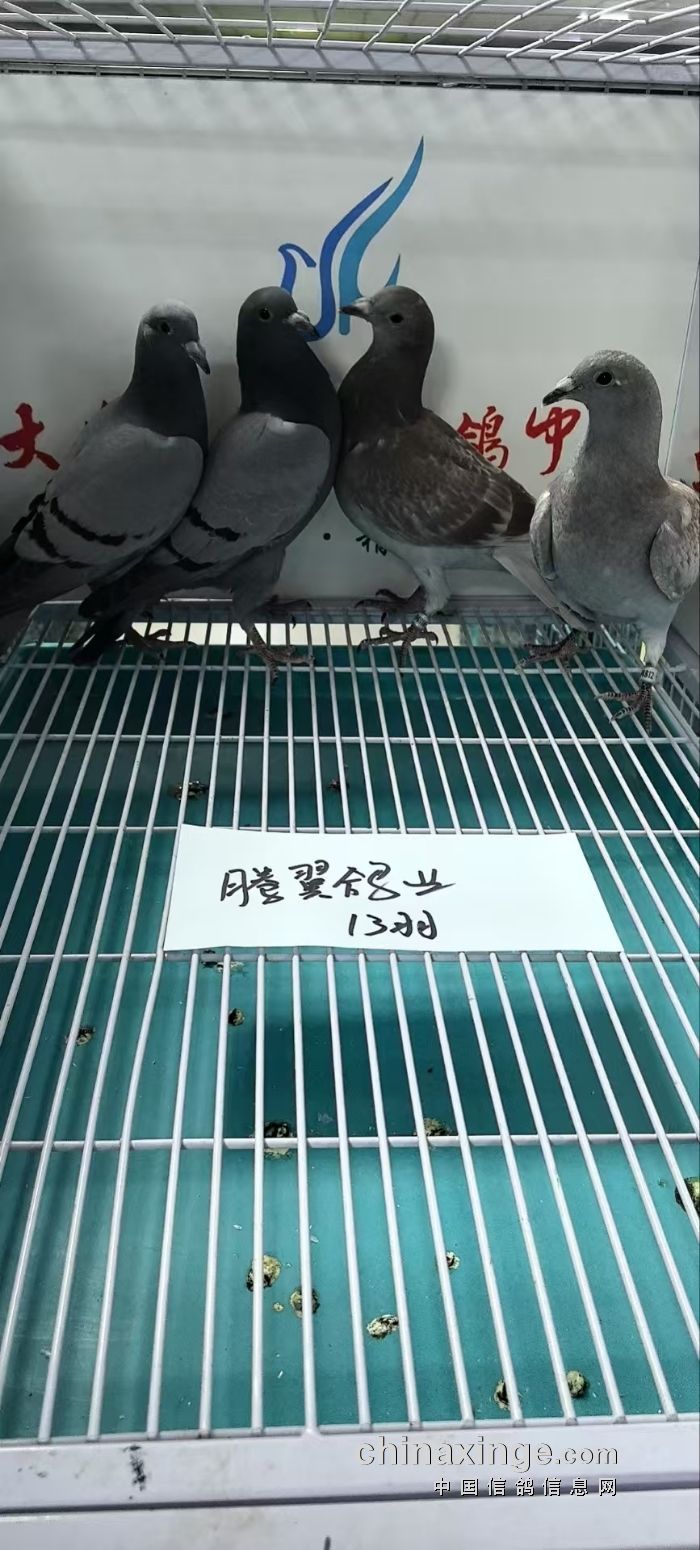 大
鸽中
腾翼鸽业
13羽
8812
chinaxinge.com
中国信鸽信息网